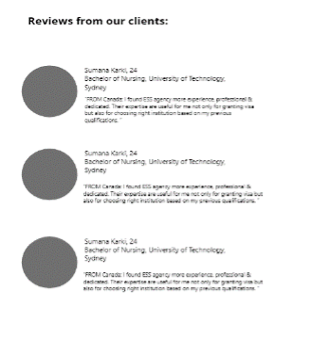 Reviews from our clients:
Sumana Karki, 24
Bachelor of Nursing, University of Technology,
Sydney
"FROM Canada: I found ESS agency more experience, professional &
dedicated. Their expertise are useful for me not only for granting visa
but also for choosing right institution based on my previous
qualifications. "
Sumana Karki, 24
Bachelor of Nursing, University of Technology,
Sydney
"FROM Canada: I found ESS agency more experience, professional &
dedicated. Their expertise are useful for me not only for granting visa but
also for choosing right institution based on my previous qualifications. "
Sumana Karki, 24
Bachelor of Nursing, University of Technology,
Sydney
"FROM Canada: I found ESS agency more experience, professional &
dedicated. Their expertise are useful for me not only for granting visa but
also for choosing right institution based on my previous qualifications. "